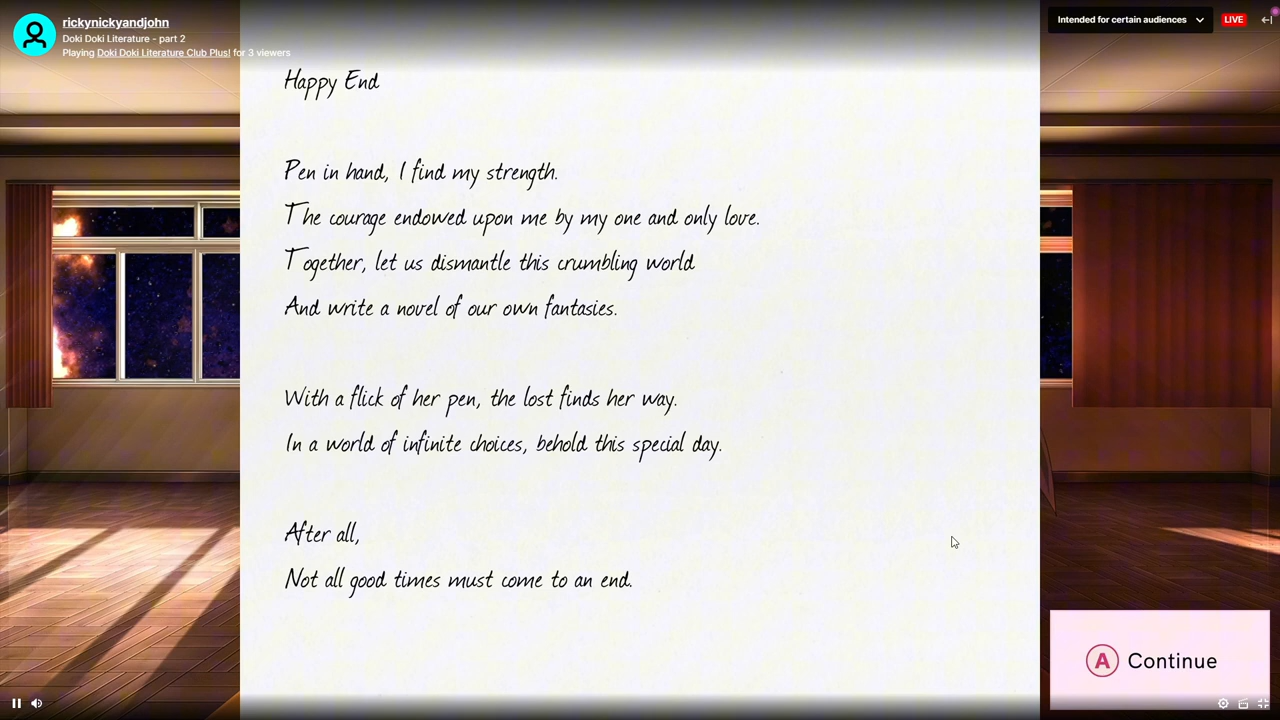 rickynickyandjohn
Doki Doki Literature - part 2
Playing Doki Doki Literature Club Plus! for 3 viewers
Intended for certain audiences
LIVE
Happy End
Pen in hand, I find my strength.
The courage endowed upon me by my one and only love.
Together, let us dismantle this crumbling world
And write a novel of our own fantasies.
With a flick of her pen, the lost finds her way.
In a world of infinite choices, behold this special day.
After all,
Not all good times must come to an end.
A Continue